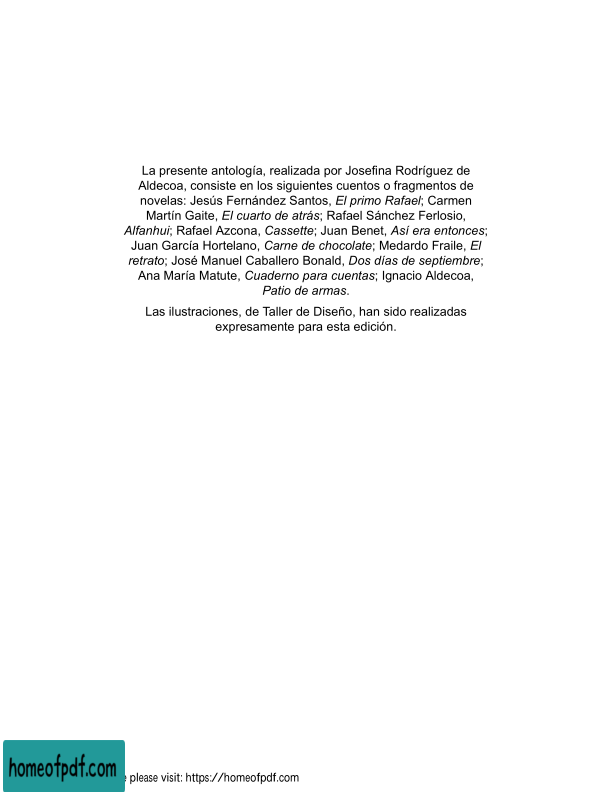 La presente antología, realizada por Josefina Rodríguez de
Aldecoa, consiste en los siguientes cuentos o fragmentos de
novelas: Jesús Fernández Santos, El primo Rafael; Carmen
Martín Gaite, El cuarto de atrás; Rafael Sánchez Ferlosio,
Alfanhui; Rafael Azcona, Cassette; Juan Benet, Así era entonces;
Juan García Hortelano, Carne de chocolate; Medardo Fraile, El
retrato; José Manuel Caballero Bonald, Dos días de septiembre;
Ana María Matute, Cuaderno para cuentas; Ignacio Aldecoa,
Patio de armas.
Las ilustraciones, de Taller de Diseño, han sido realizadas
expresamente para esta edición.
homeofpdf.com
please visit: https://homeofpdf.com